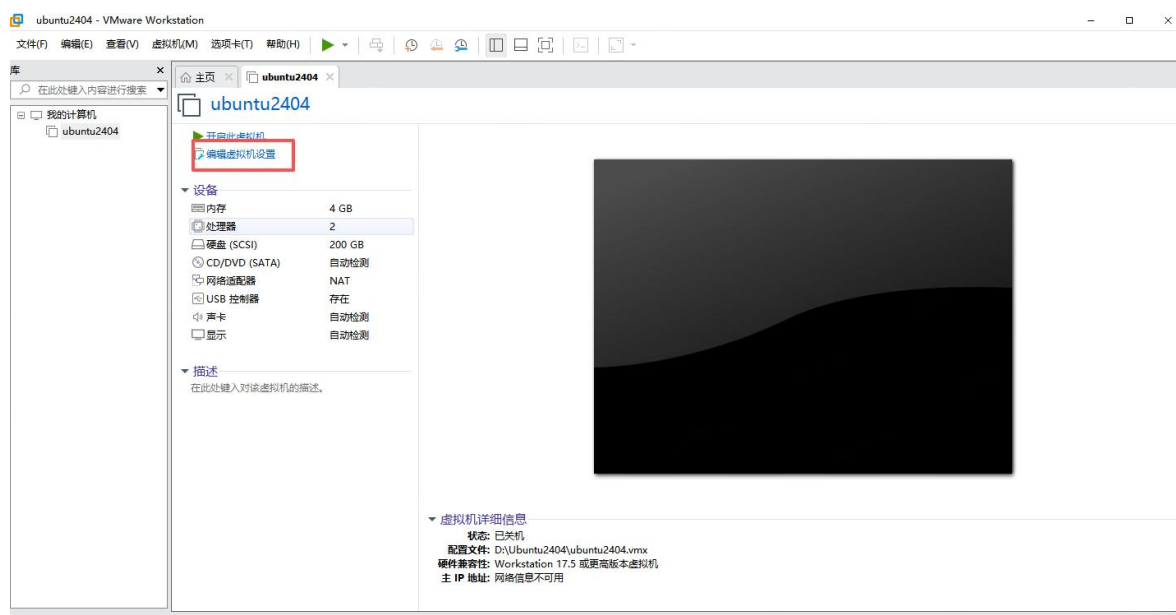 ubuntu2404 - VMware Workstation
文件(F) 编辑(E) 查看(V) 虚拟机(M) 选项卡(T) 帮助(H)
库
在此处键入内容进行搜索
我的计算机
ubuntu2404
主页
ubuntu2404
ubuntu2404
开启此虚拟机
编辑虚拟机设置
设备
内存 4 GB
处理器 2
硬盘 (SCSI) 200 GB
CD/DVD (SATA) 自动检测
网络适配器 NAT
USB 控制器 存在
声卡 自动检测
显示 自动检测
描述
在此处键入对该虚拟机的描述。
虚拟机详细信息
状态: 已关机
配置文件: D:\Ubuntu2404\ubuntu2404.vmx
硬件兼容性: Workstation 17.5 或更高版本虚拟机
主 IP 地址: 网络信息不可用